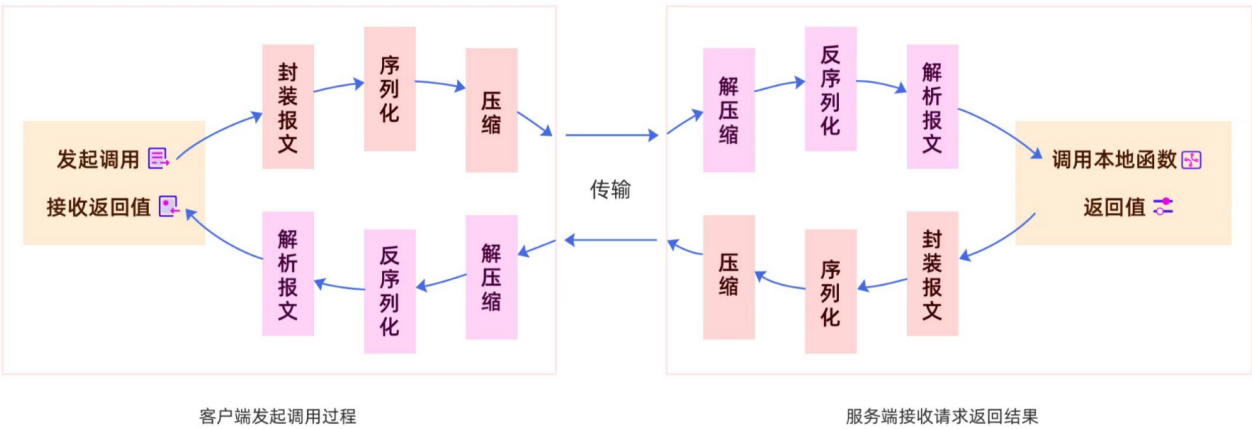 发起调用
接收返回值
封装报文
序列化
压缩
解析报文
反序列化
解压缩
传输
解压缩
反序列化
解析报文
压缩
序列化
封装报文
调用本地函数
返回值
客户端发起调用过程
服务端接收请求返回结果